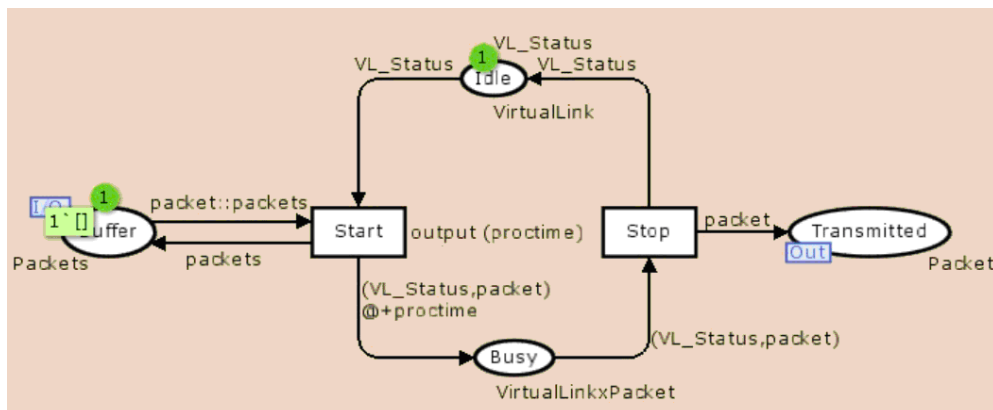 VL_Status
1
VL_Status
Idle
VL_Status
VirtualLink
I/O
1
packet::packets
1`[]
Buffer
Start
output (proctime)
Stop
packet
Transmitted
Out
Packets
packets
Packet
(VL_Status,packet)
@+proctime
(VL_Status,packet)
Busy
VirtualLinkxPacket